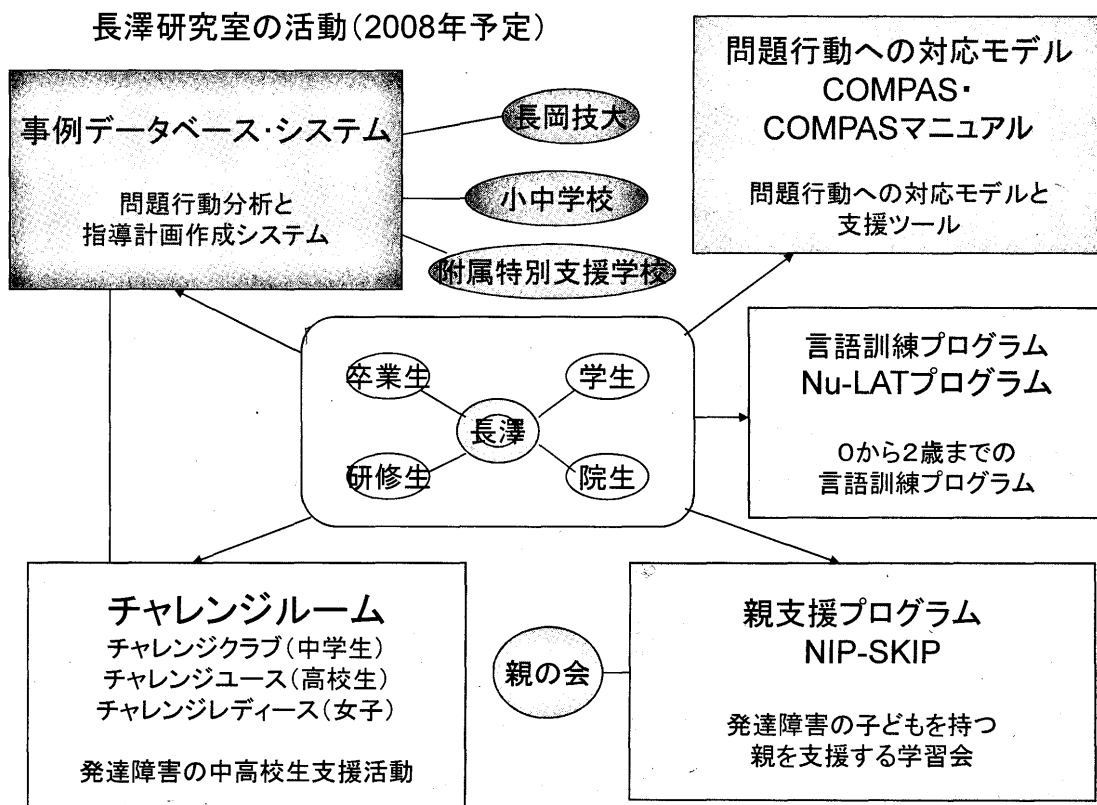 長澤研究室の活動(2008年予定)
事例データベース・システム
問題行動分析と
指導計画作成システム
長岡技大
小中学校
附属特別支援学校
問題行動への対応モデル
COMPAS・
COMPASマニュアル
問題行動への対応モデルと
支援ツール
卒業生
学生
長澤
研修生
院生
言語訓練プログラム
Nu-LATプログラム
0から2歳までの
言語訓練プログラム
チャレンジルーム
チャレンジクラブ(中学生)
チャレンジユース(高校生)
チャレンジレディース(女子)
発達障害の中高校生支援活動
親の会
親支援プログラム
NIP-SKIP
発達障害の子どもを持つ
親を支援する学習会